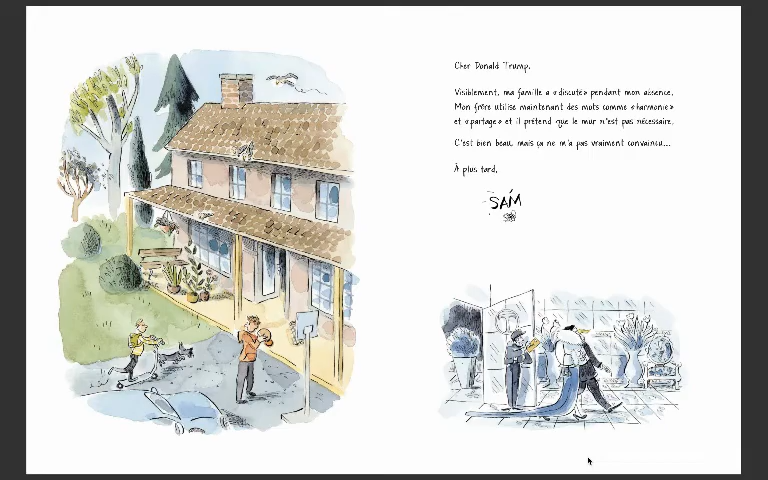 Cher Donald Trump,
Visiblement, ma famille a «discuté» pendant mon absence.
Mon frère utilise maintenant des mots comme «harmonie»
et «partage» et il prétend que le mur n'est pas nécessaire.
C'est bien beau, mais ça ne m'a pas vraiment convaincu...
À plus tard,
SAM